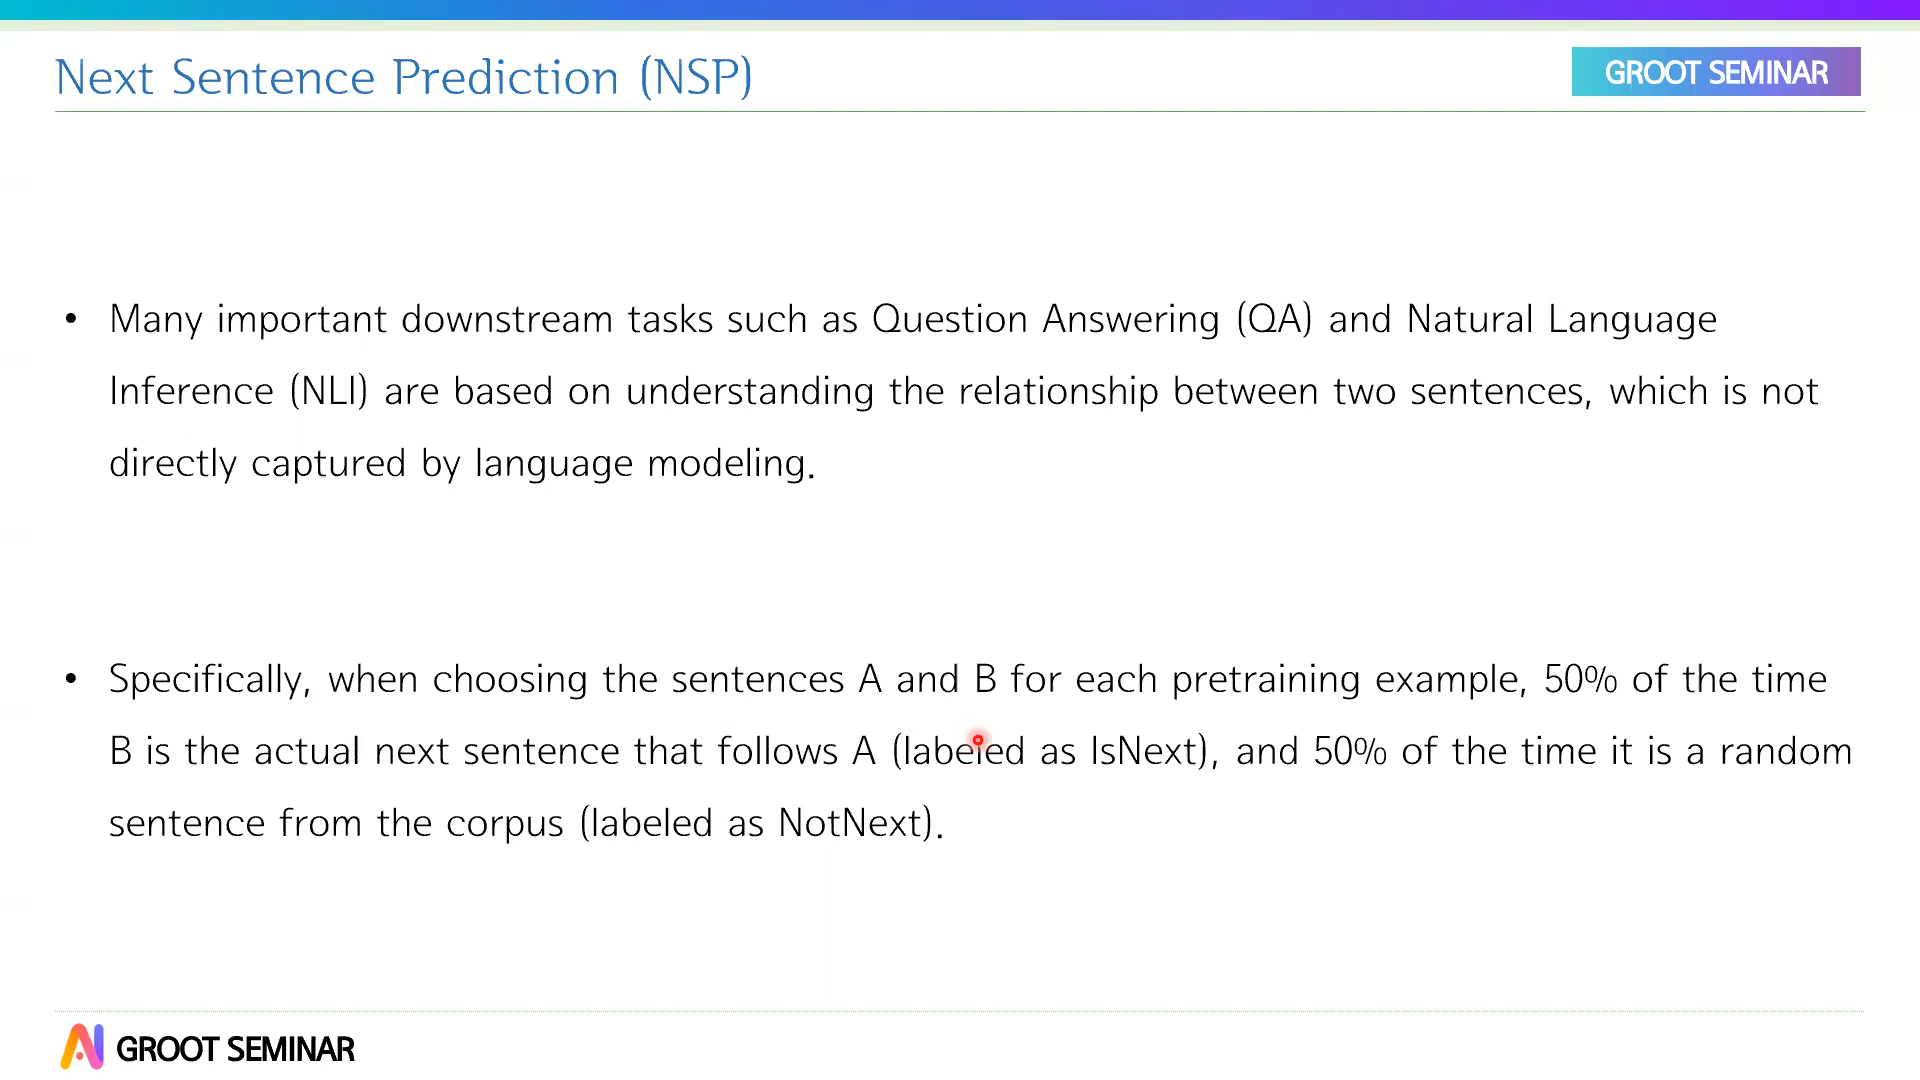 Next Sentence Prediction (NSP)
GROOT SEMINAR
• Many important downstream tasks such as Question Answering (QA) and Natural Language
Inference (NLI) are based on understanding the relationship between two sentences, which is not
directly captured by language modeling.
• Specifically, when choosing the sentences A and B for each pretraining example, 50% of the time
B is the actual next sentence that follows A (labeled as IsNext), and 50% of the time it is a random
sentence from the corpus (labeled as NotNext).
AI GROOT SEMINAR